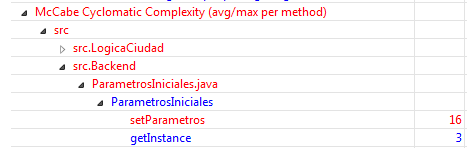 McCabe Cyclomatic Complexity (avg/max per method)
src
src.LogicaCiudad
src.Backend
ParametrosIniciales.java
ParametrosIniciales
setParametros 16
getInstance 3